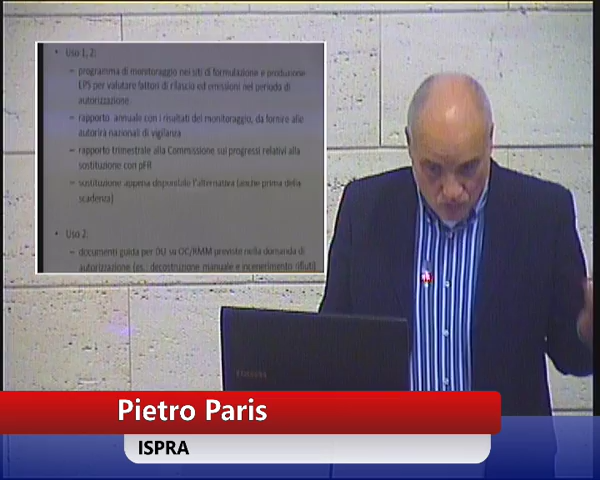 • Uso 1, 2:
– programma di monitoraggio nei siti di formulazione e produzione
EPS per valutare fattori di rilascio ed emissioni nel periodo di
autorizzazione
– rapporto annuale con i risultati del monitoraggio, da fornire alle
autorità nazionali di vigilanza
– rapporto trimestrale alla Commissione sui progressi relativi alla
sostituzione con pFR
– sostituzione appena disponibile l'alternativa (anche prima della
scadenza)
• Uso 2:
– documenti guida per DU su OC/RMM previste nella domanda di
autorizzazione (es.: decostruzione manuale e incenerimento rifiuti)
Pietro Paris
ISPRA